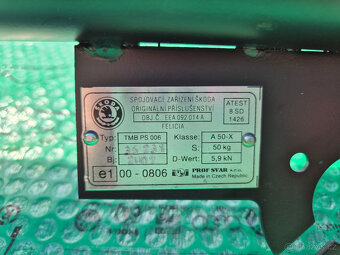 ŠKODA
SPOJOVACÍ ZAŘÍZENÍ ŠKODA
ORIGINÁLNÍ PŘÍSLUŠENSTVÍ
OBJ.Č. EEA 092 014 A
FELICIA
ATEST
8 SD
1426
Typ: TMB PS 006 Klasse: A 50-X
Nr: S: 50 kg
Bj: D-Wert: 5,9 kN
e1 00-0806 PROF SVAR s.r.o.
Made in Czech Republic